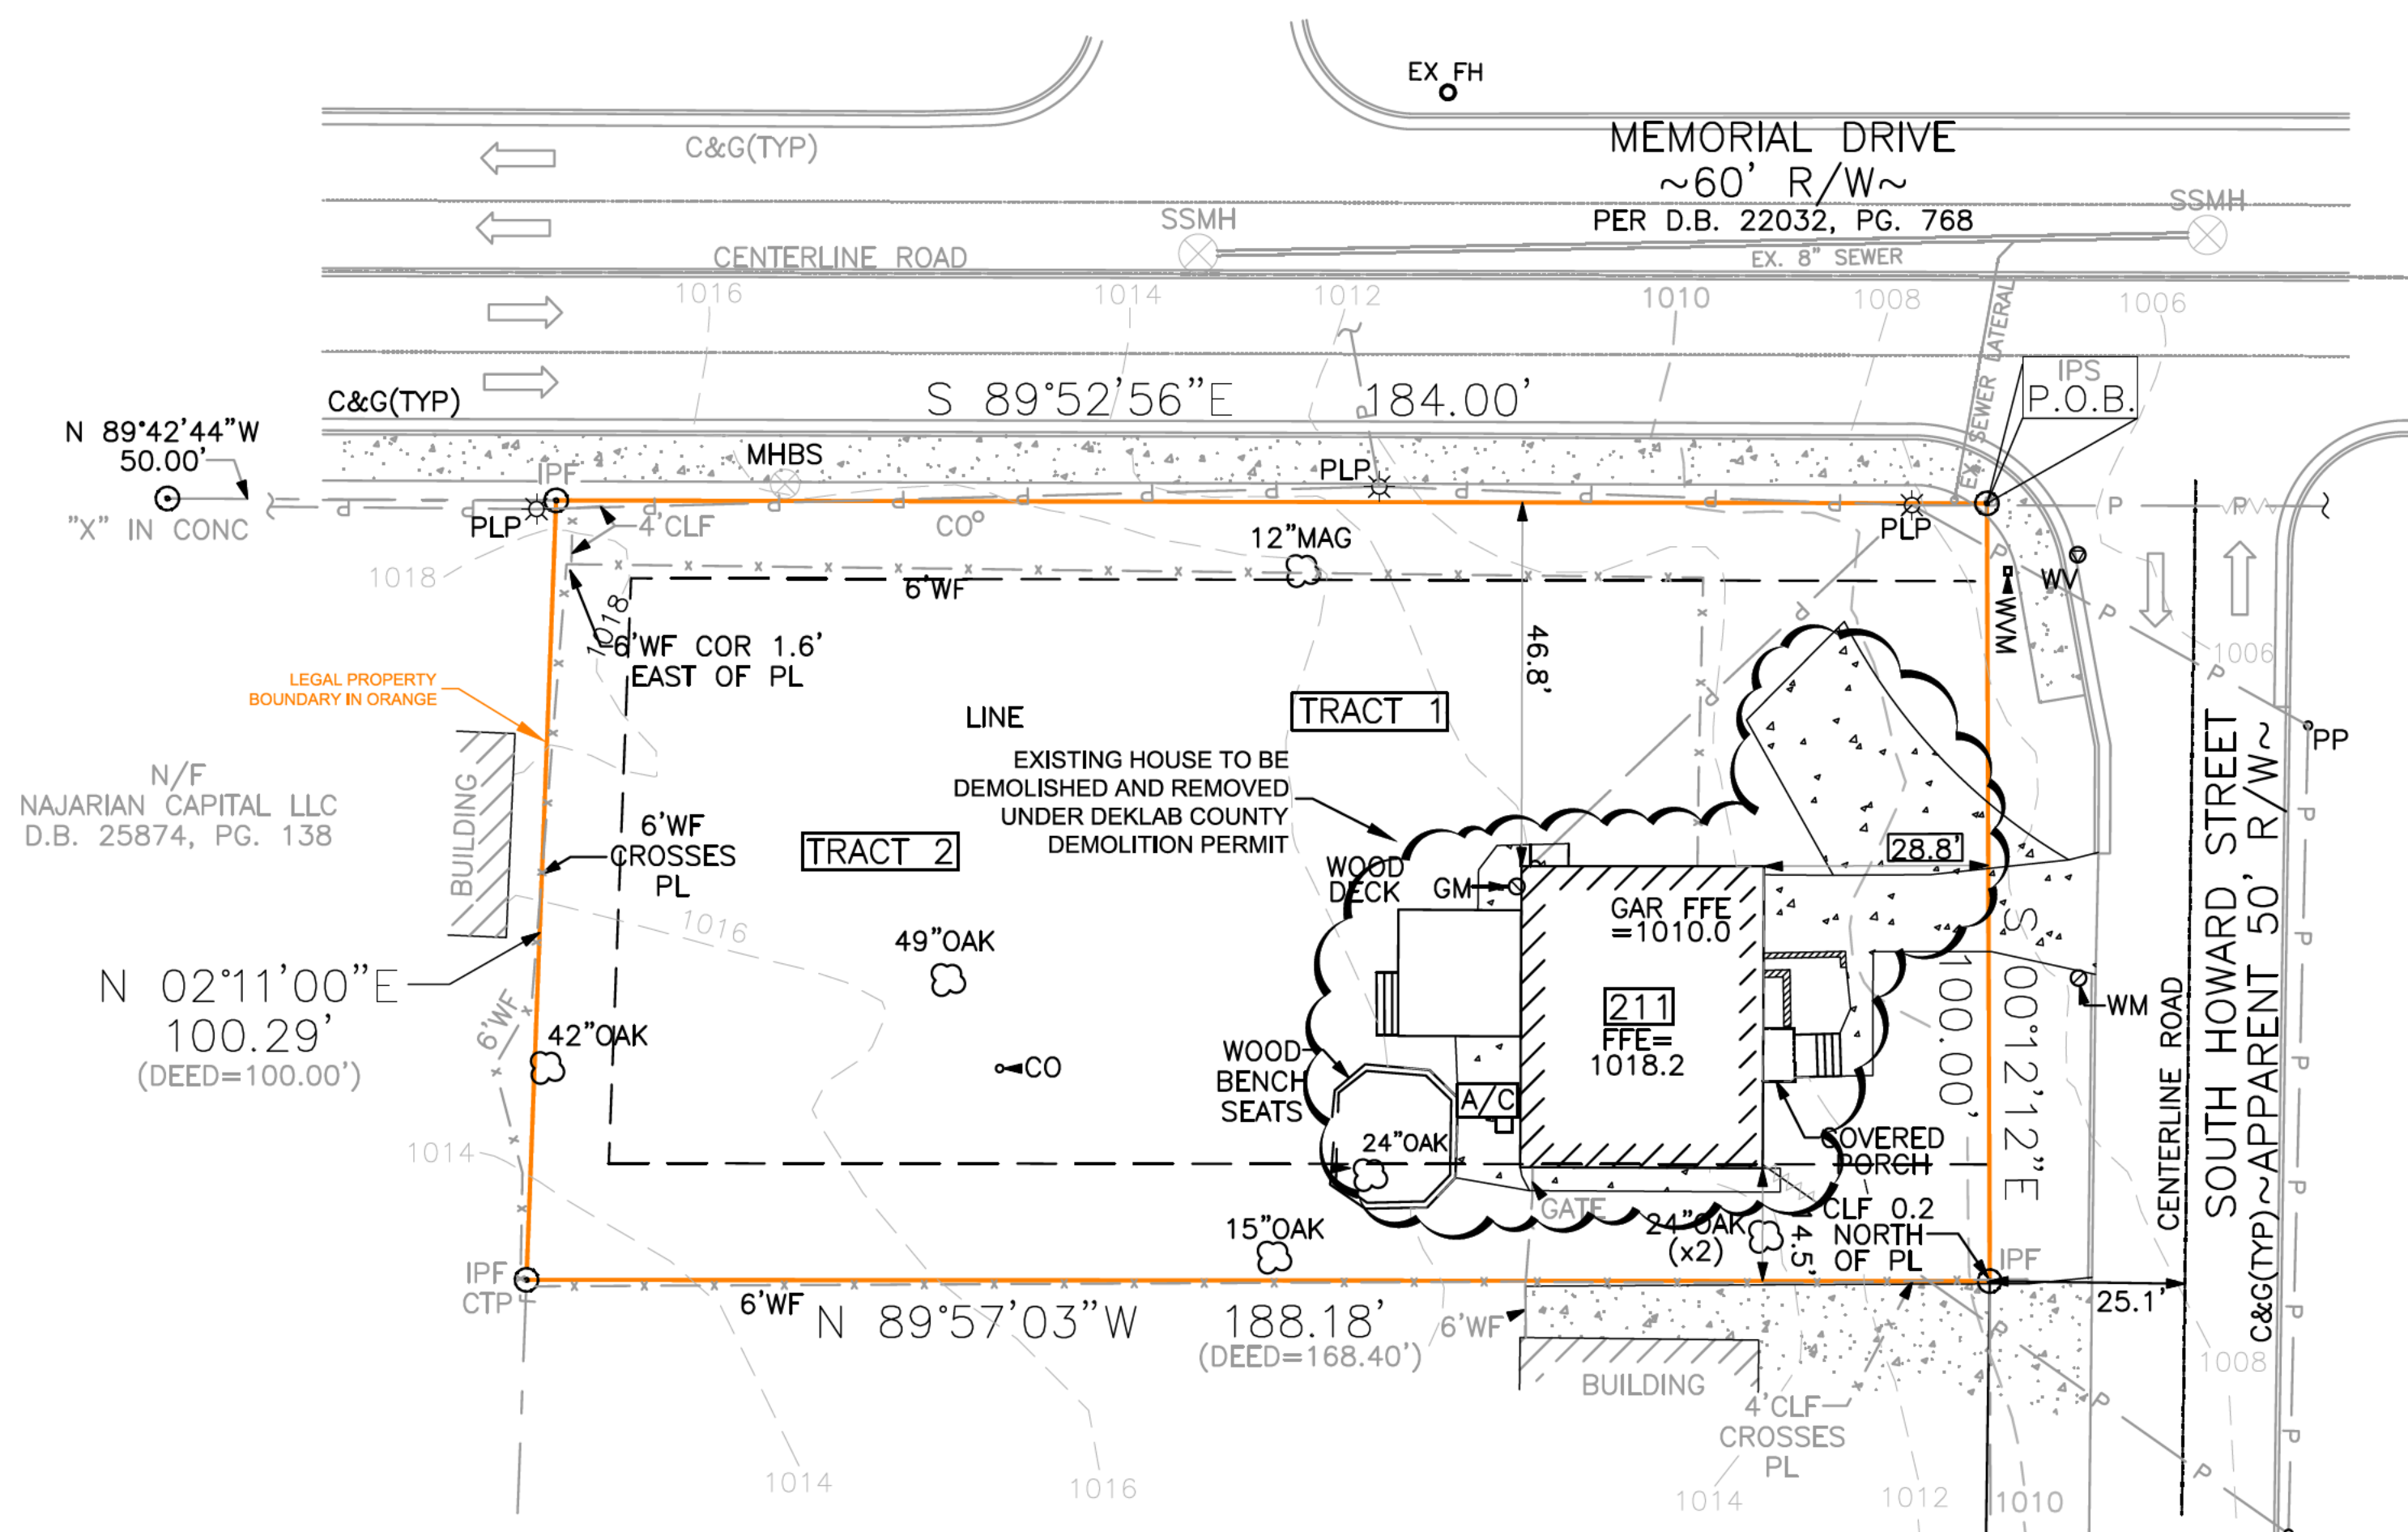 EX FH
MEMORIAL DRIVE
~60' R/W~
PER D.B. 22032, PG. 768
C&G(TYP)
SSMH
SSMH
CENTERLINE ROAD
EX. 8" SEWER
1016
1014
1012
1010
1008
1006
EX. SEWER LATERAL
IPS
P.O.B.
S 89°52'56"E 184.00'
C&G(TYP)
N 89°42'44"W
50.00'
"X" IN CONC
IPF
MHBS
PLP
PLP
4'CLF
CO
PLP
12"MAG
P
P
P
P
P
P
P
P
P
P
P
P
WV
WVM
1018
1018
6'WF
6'WF COR 1.6'
EAST OF PL
46.8'
1006
LEGAL PROPERTY
BOUNDARY IN ORANGE
LINE
TRACT 1
PP
EXISTING HOUSE TO BE
DEMOLISHED AND REMOVED
UNDER DEKLAB COUNTY
DEMOLITION PERMIT
N/F
NAJARIAN CAPITAL LLC
D.B. 25874, PG. 138
BUILDING
6'WF
CROSSES
PL
TRACT 2
28.8'
WOOD
DECK
GM
GAR FFE
=1010.0
1016
49"OAK
N 02°11'00"E
100.29'
(DEED=100.00')
6'WF
42"OAK
CO
211
FFE=
1018.2
WOOD
BENCH
SEATS
A/C
24"OAK
S 00°12'12"E
100.00'
WM
CENTERLINE ROAD
SOUTH HOWARD STREET
C&G(TYP)~APPARENT 50' R/W~
COVERED
PORCH
1014
GATE
15"OAK
24"OAK
(x2)
14.5'
CLF 0.2
NORTH
OF PL
IPF
CTP
IPF
25.1'
6'WF
N 89°57'03"W 188.18'
(DEED=168.40')
6'WF
BUILDING
4'CLF
CROSSES
PL
1008
1014
1016
1014
1012
1010